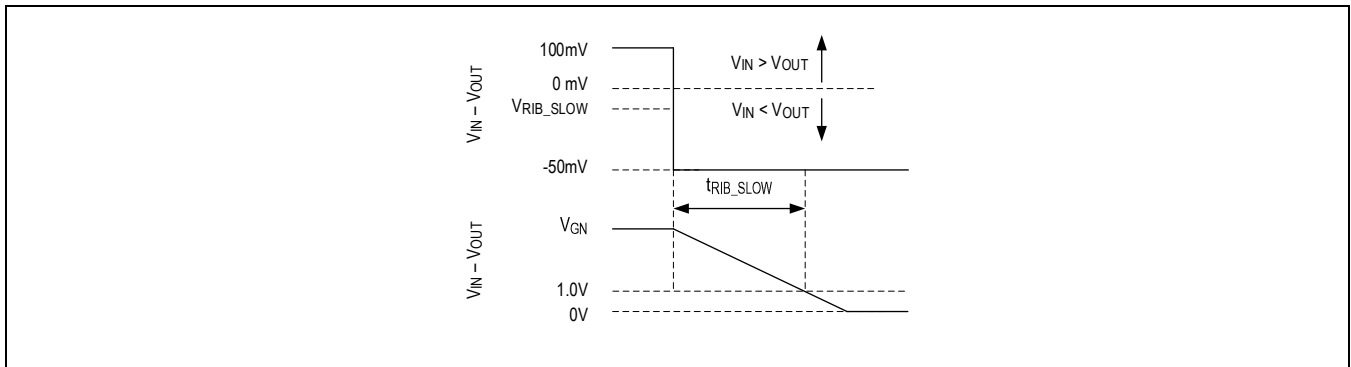 100mV
VIN > VOUT
0 mV
VIN – VOUT
VRIB_SLOW
VIN < VOUT
-50mV
tRIB_SLOW
VGN
VIN – VOUT
1.0V
0V